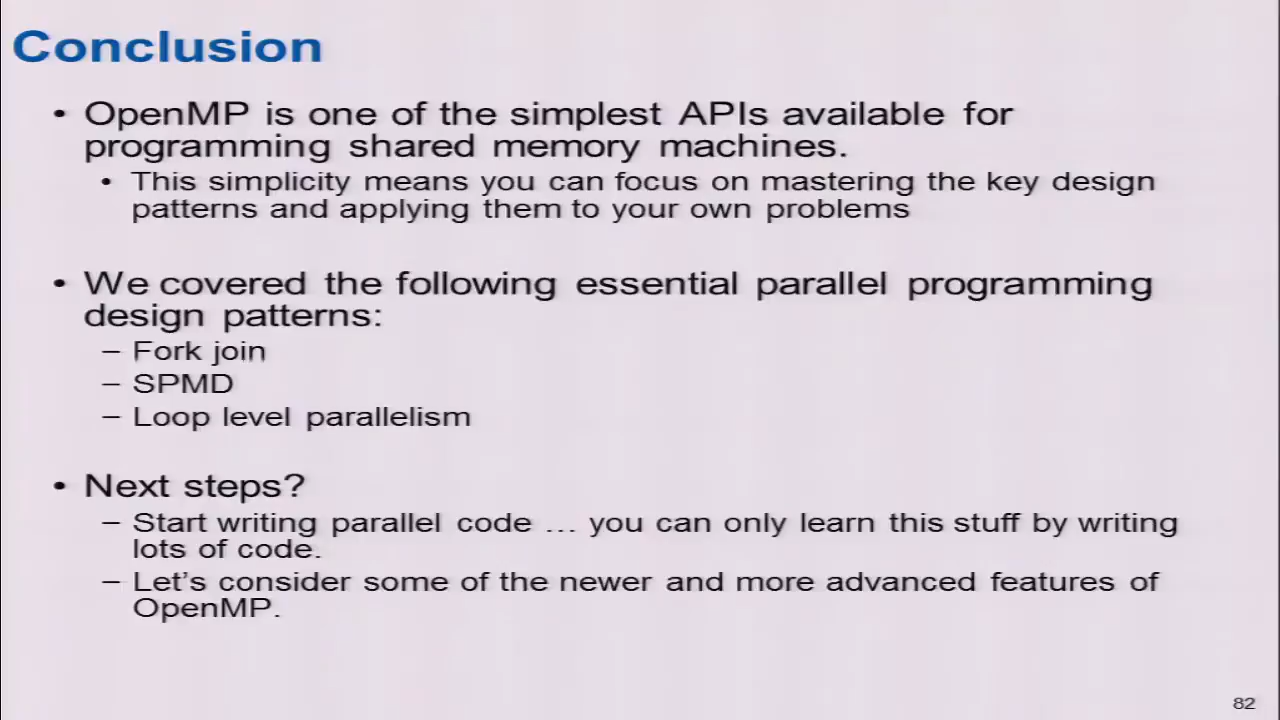 Conclusion
• OpenMP is one of the simplest APIs available for
programming shared memory machines.
• This simplicity means you can focus on mastering the key design
patterns and applying them to your own problems
• We covered the following essential parallel programming
design patterns:
– Fork join
– SPMD
– Loop level parallelism
• Next steps?
– Start writing parallel code … you can only learn this stuff by writing
lots of code.
– Let’s consider some of the newer and more advanced features of
OpenMP.
82